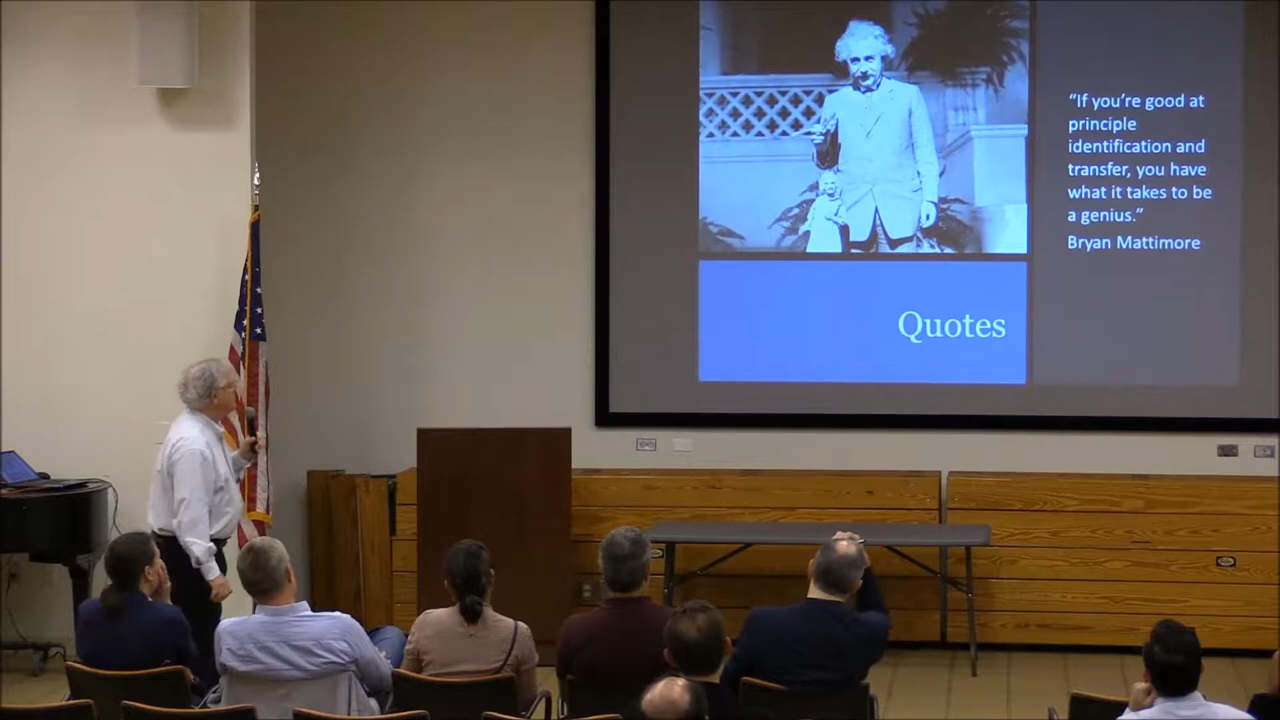 “If you’re good at
principle
identification and
transfer, you have
what it takes to be
a genius.”
Bryan Mattimore
Quotes